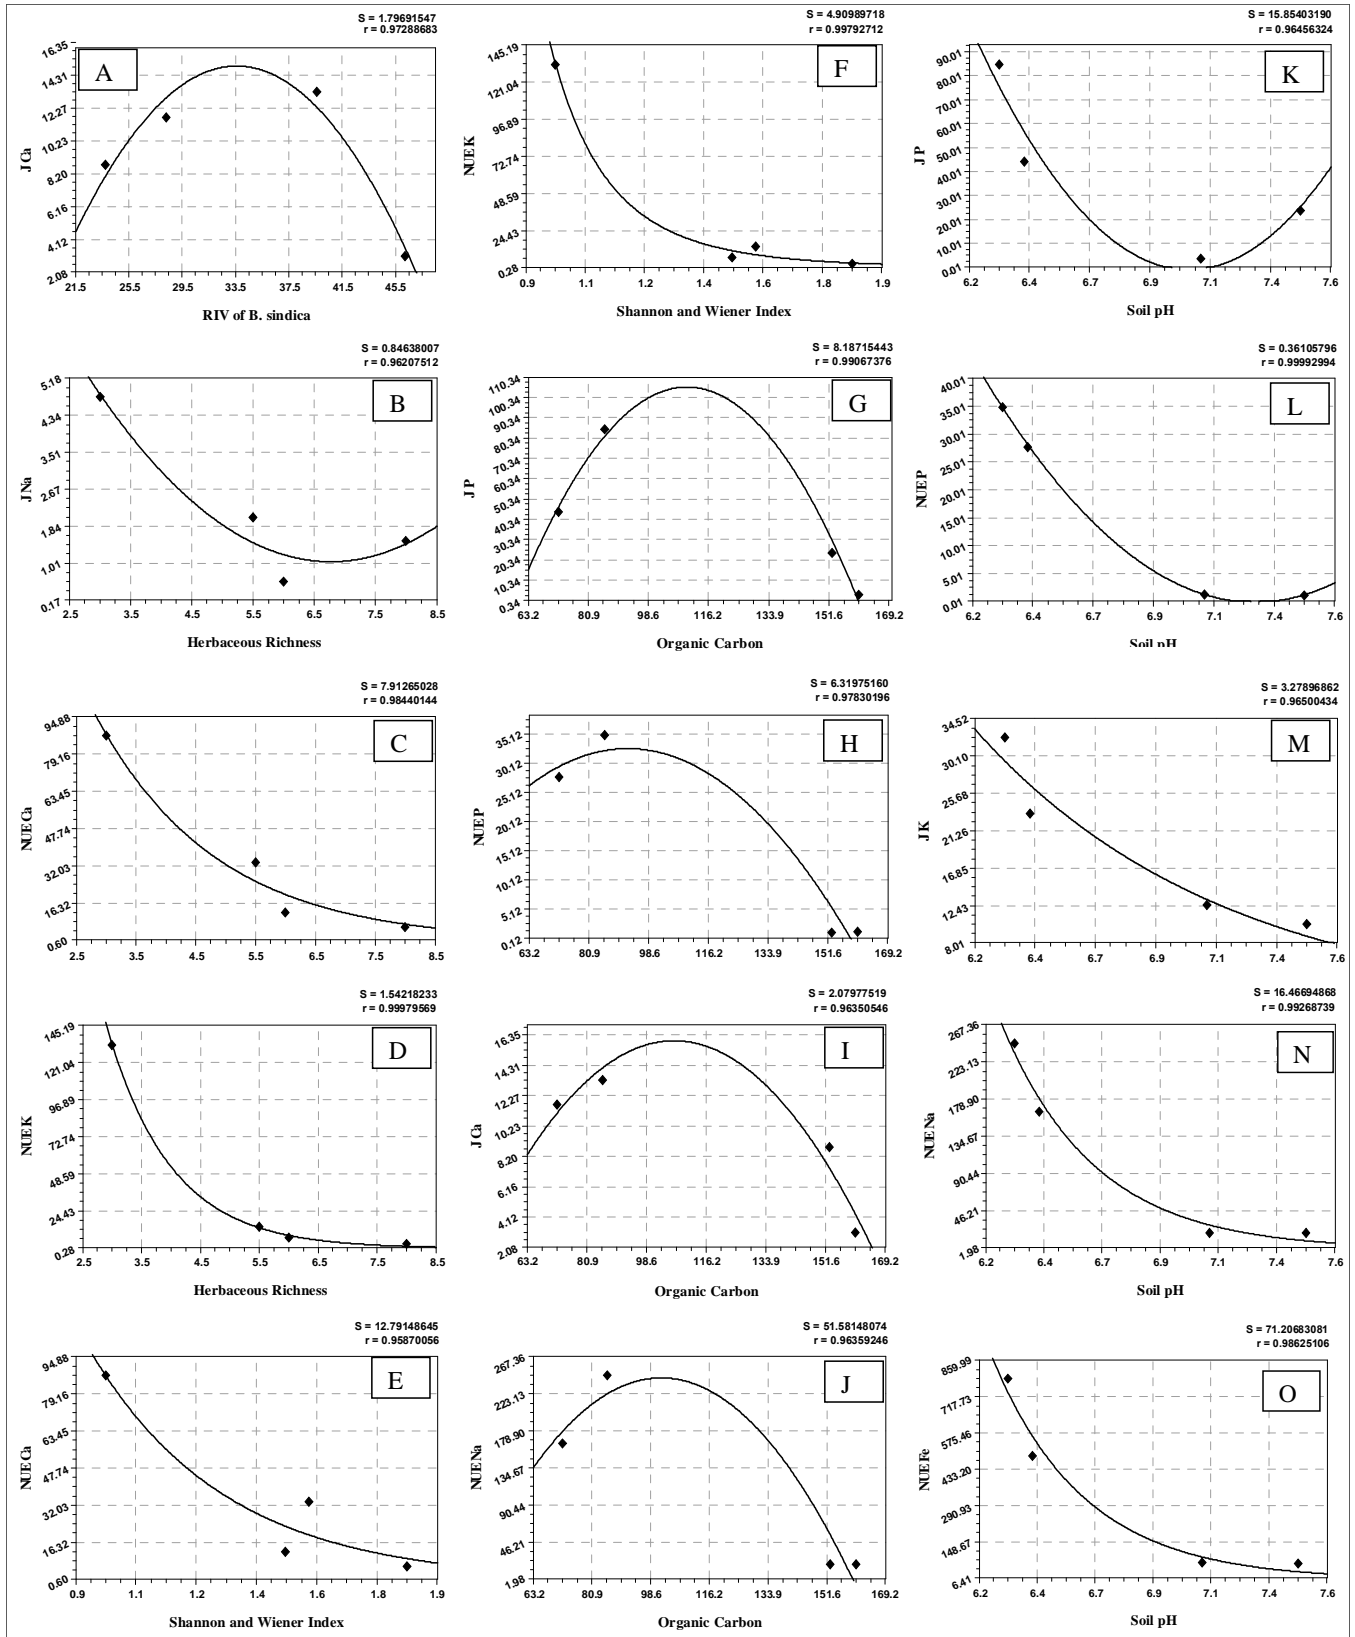 S = 1.79691547
r = 0.97288683
A
J Ca
16.35
14.31
12.27
10.23
8.20
6.16
4.12
2.08
21.5 25.5 29.5 33.5 37.5 41.5 45.5
RIV of B. sindica
S = 0.84638007
r = 0.96207512
B
J Na
5.18
4.34
3.51
2.67
1.84
1.01
0.17
2.5 3.5 4.5 5.5 6.5 7.5 8.5
Herbaceous Richness
S = 7.91265028
r = 0.98440144
C
NUE Ca
94.88
79.16
63.45
47.74
32.03
16.32
0.60
2.5 3.5 4.5 5.5 6.5 7.5 8.5
S = 1.54218233
r = 0.99979569
D
NUE K
145.19
121.04
96.89
72.74
48.59
24.43
0.28
2.5 3.5 4.5 5.5 6.5 7.5 8.5
Herbaceous Richness
S = 12.79148645
r = 0.95870056
E
NUE Ca
94.88
79.16
63.45
47.74
32.03
16.32
0.60
0.9 1.1 1.2 1.4 1.6 1.8 1.9
Shannon and Wiener Index
S = 4.90989718
r = 0.99792712
F
NUE K
145.19
121.04
96.89
72.74
48.59
24.43
0.28
0.9 1.1 1.2 1.4 1.6 1.8 1.9
Shannon and Wiener Index
S = 8.18715443
r = 0.99067376
G
J P
110.34
100.34
90.34
80.34
70.34
60.34
50.34
40.34
30.34
20.34
10.34
0.34
63.2 80.9 98.6 116.2 133.9 151.6 169.2
Organic Carbon
S = 6.31975160
r = 0.97830196
H
NUE P
35.12
30.12
25.12
20.12
15.12
10.12
5.12
0.12
63.2 80.9 98.6 116.2 133.9 151.6 169.2
S = 2.07977519
r = 0.96350546
I
J Ca
16.35
14.31
12.27
10.23
8.20
6.16
4.12
2.08
63.2 80.9 98.6 116.2 133.9 151.6 169.2
Organic Carbon
S = 51.58148074
r = 0.96359246
J
NUE Na
267.36
223.13
178.90
134.67
90.44
46.21
1.98
63.2 80.9 98.6 116.2 133.9 151.6 169.2
Organic Carbon
S = 15.85403190
r = 0.96456324
K
J P
90.01
80.01
70.01
60.01
50.01
40.01
30.01
20.01
10.01
0.01
6.2 6.4 6.7 6.9 7.1 7.4 7.6
Soil pH
S = 0.36105796
r = 0.99992994
L
NUE P
40.01
35.01
30.01
25.01
20.01
15.01
10.01
5.01
0.01
6.2 6.4 6.7 6.9 7.1 7.4 7.6
Soil pH
S = 3.27896862
r = 0.96500434
M
J K
34.52
30.10
25.68
21.26
16.85
12.43
8.01
6.2 6.4 6.7 6.9 7.1 7.4 7.6
S = 16.46694868
r = 0.99268739
N
NUE Na
267.36
223.13
178.90
134.67
90.44
46.21
1.98
6.2 6.4 6.7 6.9 7.1 7.4 7.6
Soil pH
S = 71.20683081
r = 0.98625106
O
NUE Fe
859.99
717.73
575.46
433.20
290.93
148.67
6.41
6.2 6.4 6.7 6.9 7.1 7.4 7.6
Soil pH